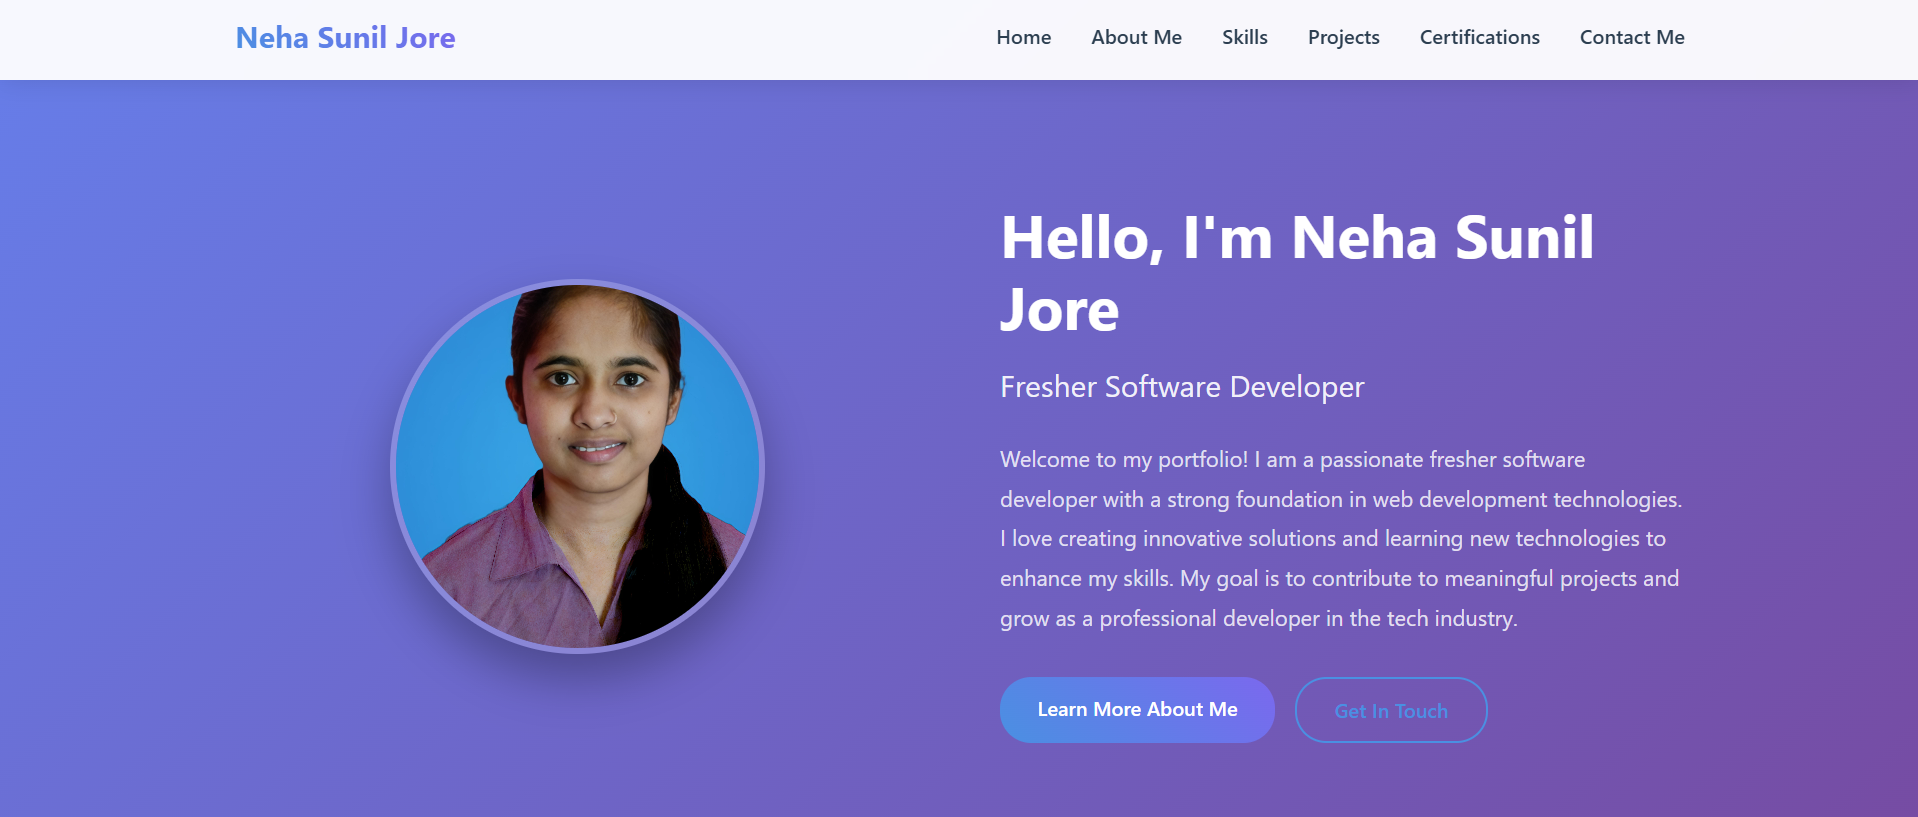 Neha Sunil Jore
Home About Me Skills Projects Certifications Contact Me
Hello, I'm Neha Sunil
Jore
Fresher Software Developer
Welcome to my portfolio! I am a passionate fresher software
developer with a strong foundation in web development technologies.
I love creating innovative solutions and learning new technologies to
enhance my skills. My goal is to contribute to meaningful projects and
grow as a professional developer in the tech industry.
Learn More About Me
Get In Touch